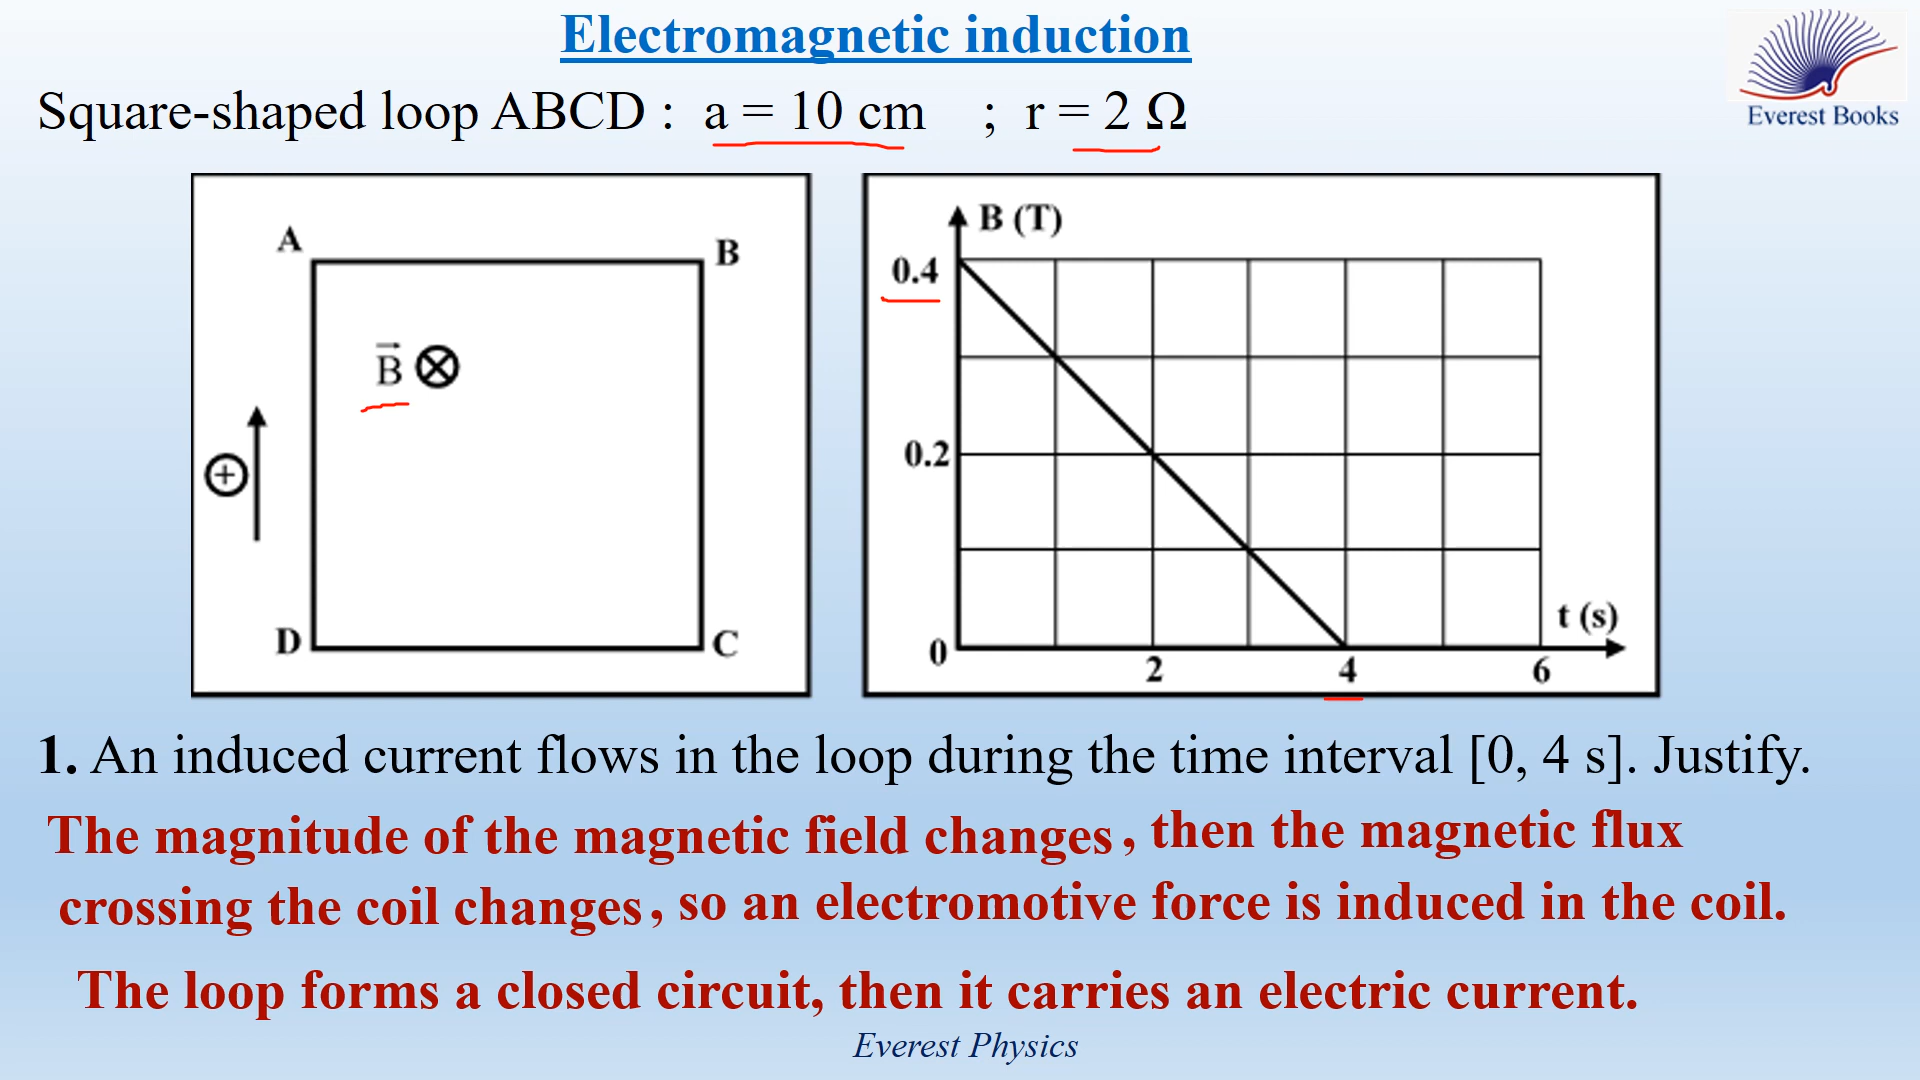 Electromagnetic induction
Everest Books
Square-shaped loop ABCD : a = 10 cm ; r = 2 Ω
A
B
B
⊕
D
C
B (T)
0.4
0.2
0
2
4
6
t (s)
1. An induced current flows in the loop during the time interval [0, 4 s]. Justify.
The magnitude of the magnetic field changes, then the magnetic flux
crossing the coil changes, so an electromotive force is induced in the coil.
The loop forms a closed circuit, then it carries an electric current.
Everest Physics